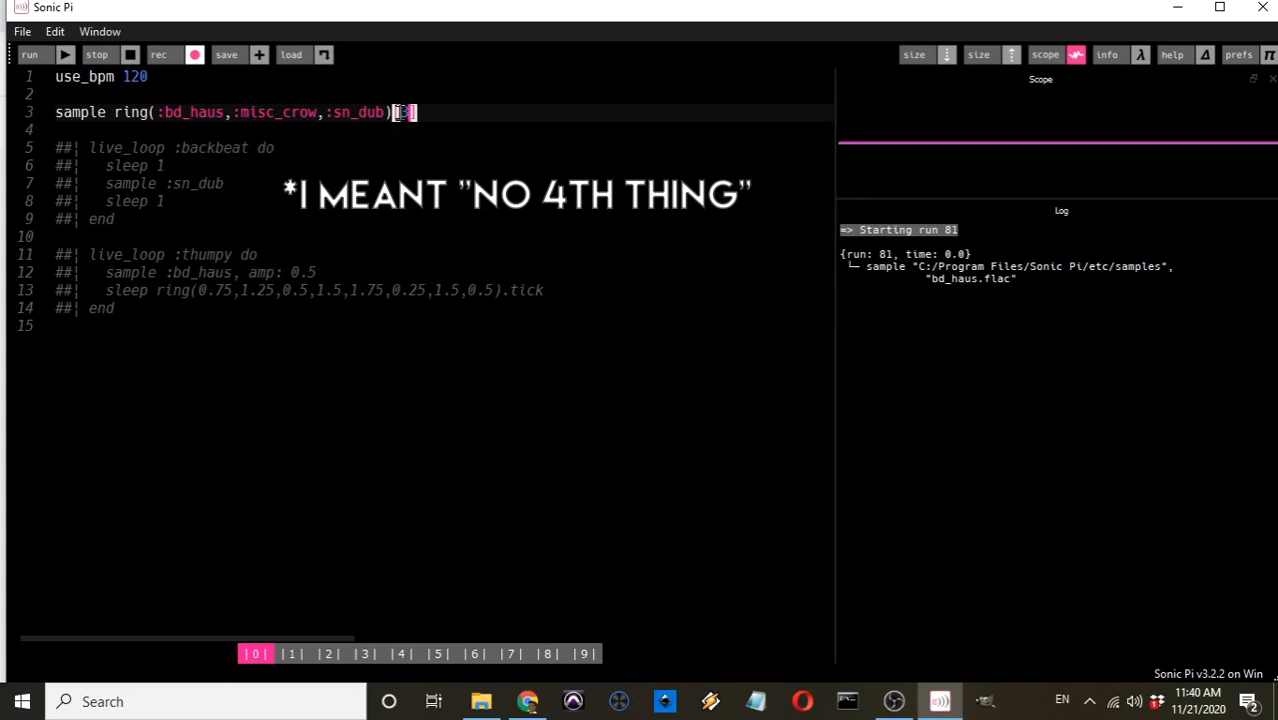 Sonic Pi
File Edit Window
run stop rec save load size size scope info help prefs
1 use_bpm 120
2
3 sample ring(:bd_haus,:misc_crow,:sn_dub)[3]
4
5 ##| live_loop :backbeat do
6 ##| sleep 1
7 ##| sample :sn_dub
8 ##| sleep 1
9 ##| end
10
11 ##| live_loop :thumpy do
12 ##| sample :bd_haus, amp: 0.5
13 ##| sleep ring(0.75,1.25,0.5,1.5,1.75,0.25,1.5,0.5).tick
14 ##| end
15
*I MEANT "NO 4TH THING"
Scope
Log
=> Starting run 81
{run: 81, time: 0.0}
└─ sample "C:/Program Files/Sonic Pi/etc/samples",
"bd_haus.flac"
|0| |1| |2| |3| |4| |5| |6| |7| |8| |9|
Sonic Pi v3.2.2 on Win
Search
EN
11:40 AM
11/21/2020
2